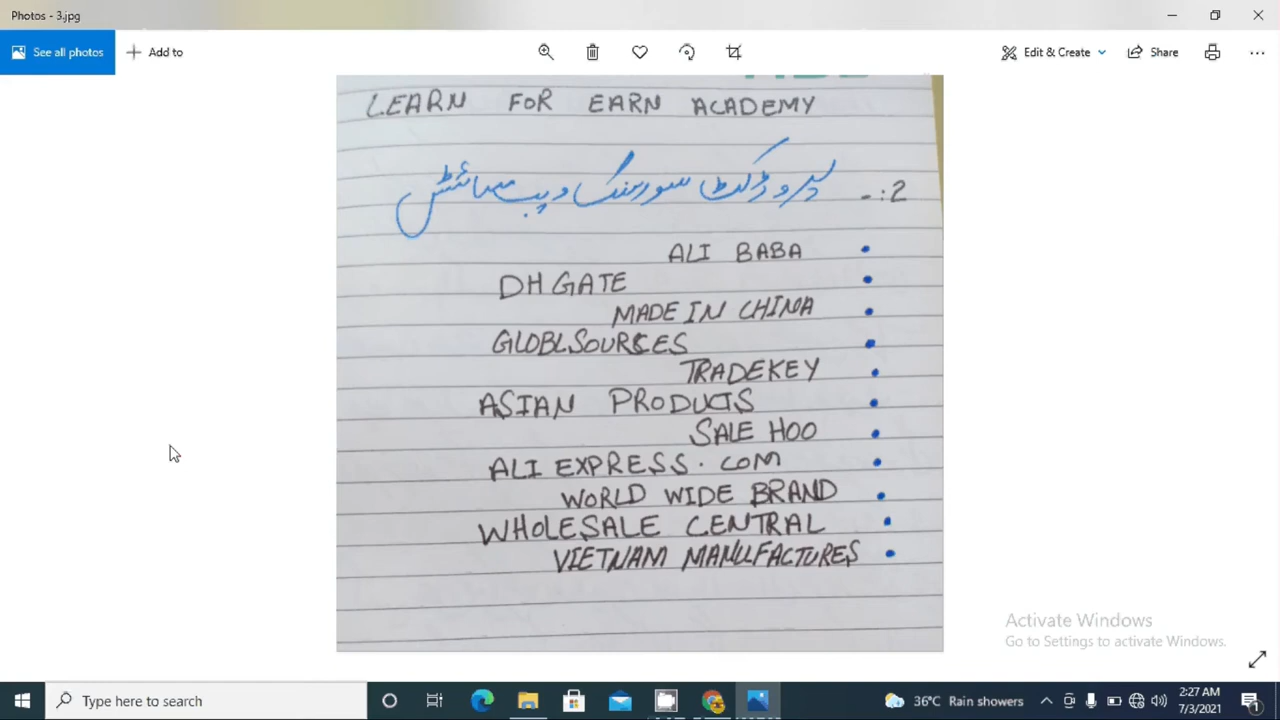 Photos - 3.jpg
See all photos
Add to
Edit & Create
Share
LEARN FOR EARN ACADEMY
2:- پروڈکٹ سورسنگ ویب سائٹس
• ALI BABA
• DH GATE
• MADE IN CHINA
• GLOBLSOURCES
• TRADEKEY
• ASIAN PRODUCTS
• SALE HOO
• ALI EXPRESS.COM
• WORLD WIDE BRAND
• WHOLESALE CENTRAL
• VIETNAM MANUFACTURES
Activate Windows
Go to Settings to activate Windows.
Type here to search
36°C Rain showers
2:27 AM
7/3/2021
1